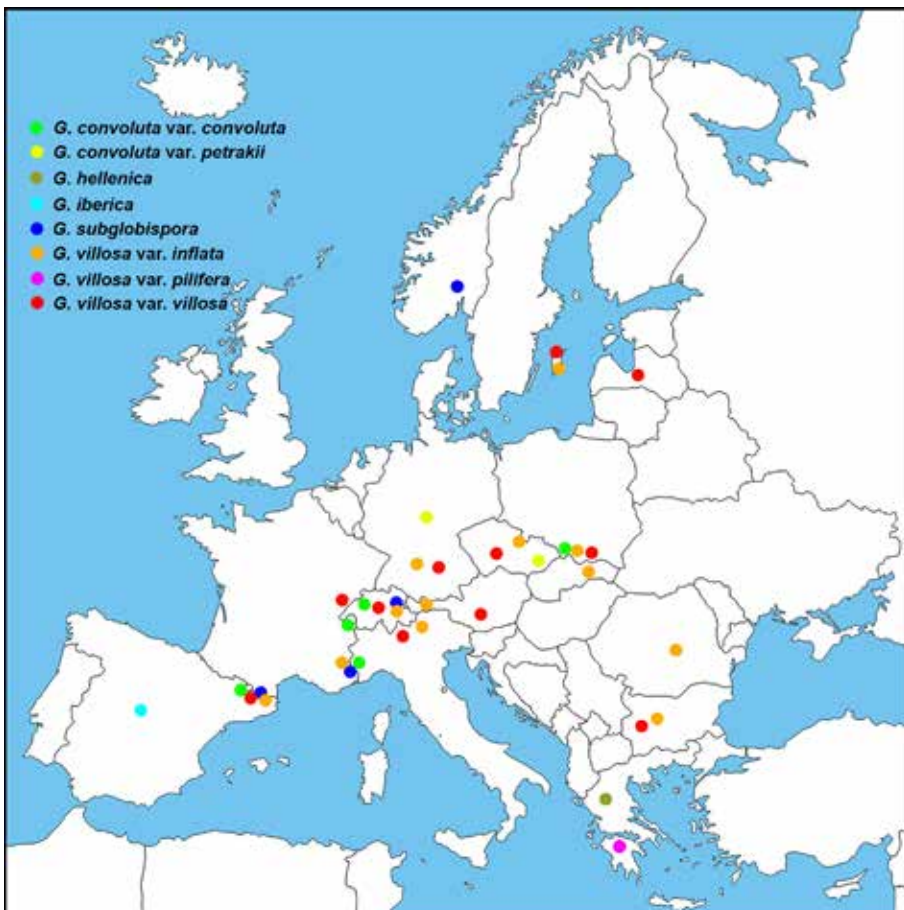 G. convoluta var. convoluta
G. convoluta var. petrakii
G. hellenica
G. iberica
G. subglobispora
G. villosa var. inflata
G. villosa var. pilifera
G. villosa var. villosa